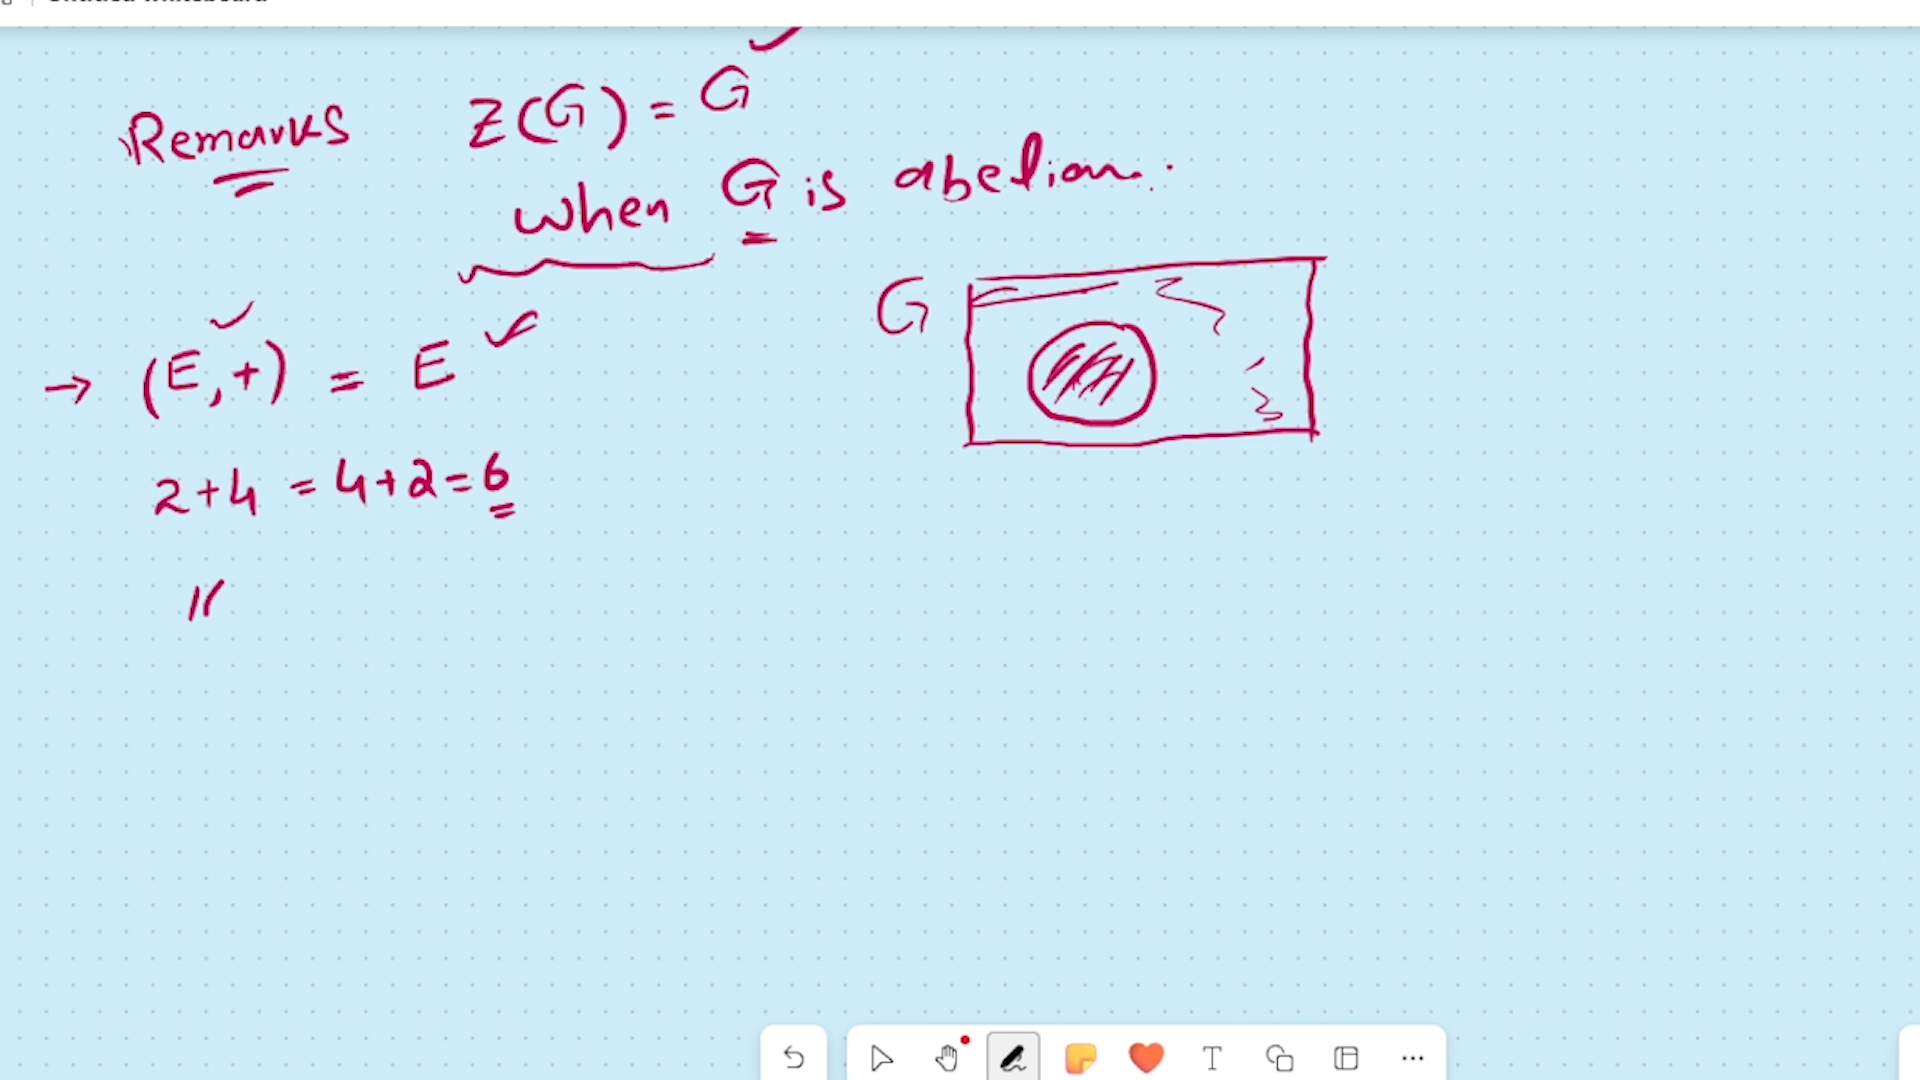 Remarks Z(G) = G
when G is abelian.
G
→ (E,+) = E
2+4 = 4+2 = 6
T